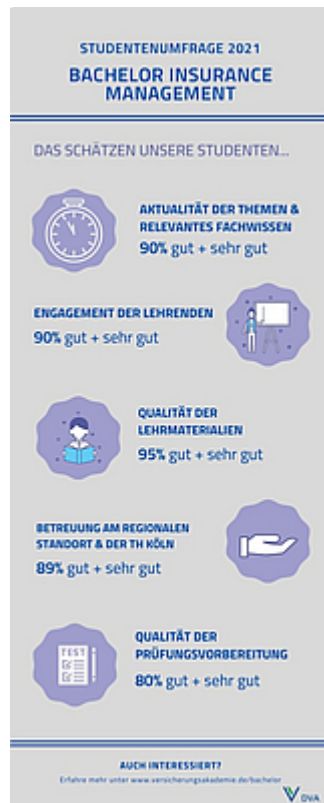 STUDENTENUMFRAGE 2021
BACHELOR INSURANCE
MANAGEMENT
DAS SCHÄTZEN UNSERE STUDENTEN...
AKTUALITÄT DER THEMEN &
RELEVANTES FACHWISSEN
90% gut + sehr gut
ENGAGEMENT DER LEHRENDEN
90% gut + sehr gut
QUALITÄT DER
LEHRMATERIALIEN
95% gut + sehr gut
BETREUUNG AM REGIONALEN
STANDORT & DER TH KÖLN
89% gut + sehr gut
TEST
QUALITÄT DER
PRÜFUNGSVORBEREITUNG
80% gut + sehr gut
AUCH INTERESSIERT?
Erfahre mehr unter www.versicherungsakademie.de/bachelor
DVA